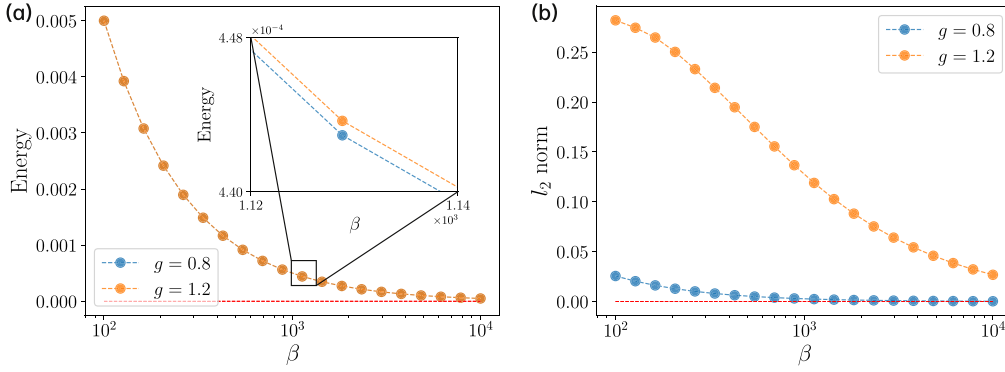 (a)
0.005
0.004
0.003
0.002
0.001
0.000
Energy
10²
10³
10⁴
β
g = 0.8
g = 1.2
×10⁻⁴
4.48
4.40
Energy
1.12
1.14
×10³
β
(b)
0.25
0.20
0.15
0.10
0.05
0.00
l₂ norm
10²
10³
10⁴
β
g = 0.8
g = 1.2